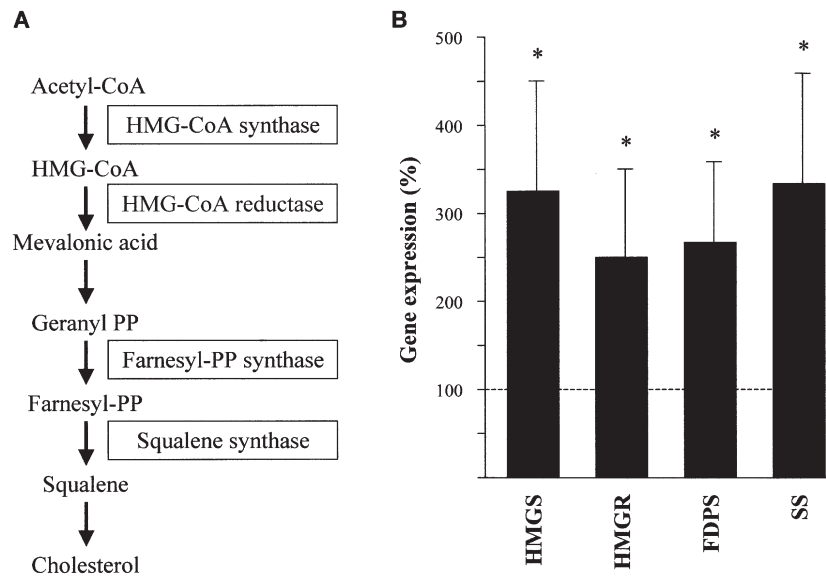 A
Acetyl-CoA
HMG-CoA synthase
HMG-CoA
HMG-CoA reductase
Mevalonic acid
Geranyl PP
Farnesyl-PP synthase
Farnesyl-PP
Squalene synthase
Squalene
Cholesterol
B
Gene expression (%)
500
400
300
200
100
*
*
*
*
HMGS
HMGR
FDPS
SS